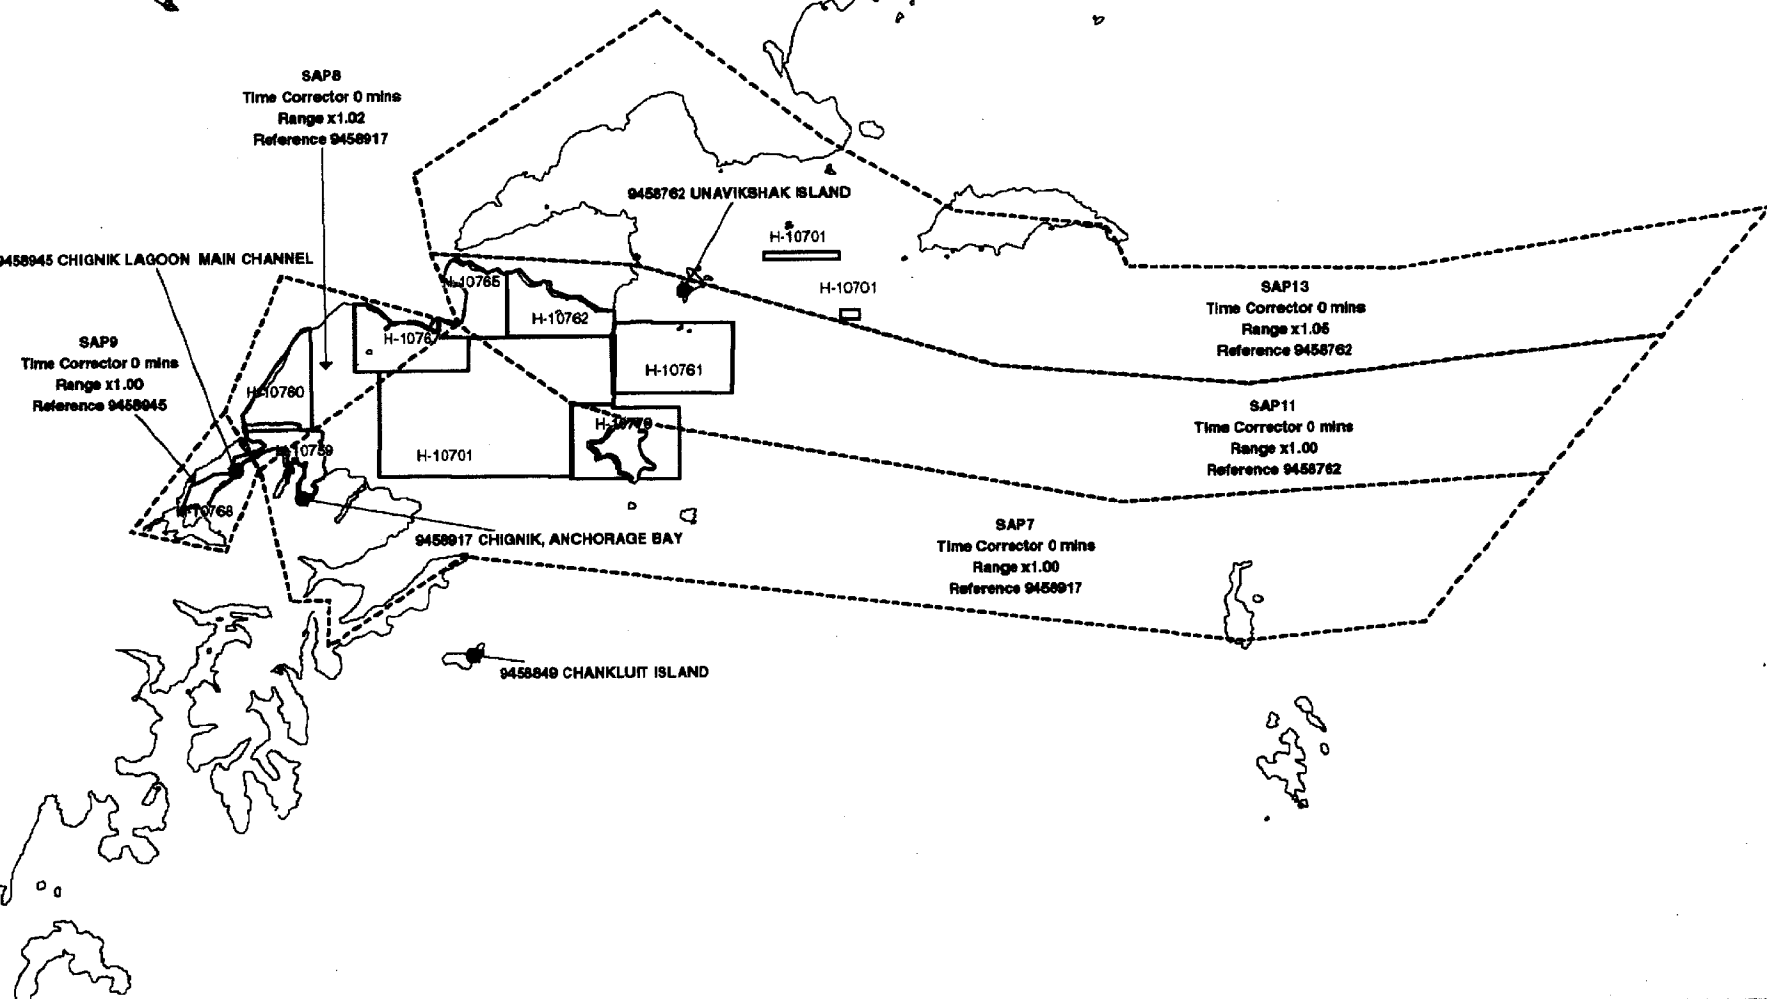 SAP8
Time Corrector 0 mins
Range x1.02
Reference 9458917
9458762 UNAVIKSHAK ISLAND
H-10701
9458945 CHIGNIK LAGOON MAIN CHANNEL
H-10765
H-10701
SAP13
Time Corrector 0 mins
Range x1.05
Reference 9458762
H-10762
H-10767
SAP9
Time Corrector 0 mins
Range x1.00
Reference 9458945
H-10761
H-10760
SAP11
Time Corrector 0 mins
Range x1.00
Reference 9458762
H-10759
H-10701
H-10768
9458917 CHIGNIK, ANCHORAGE BAY
SAP7
Time Corrector 0 mins
Range x1.00
Reference 9458917
9458849 CHANKLUIT ISLAND